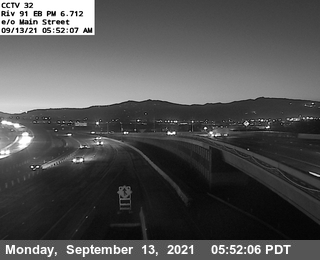 CCTV 32
Riv 91 EB PM 6.712
e/o Main Street
09/13/21 05:52:07 AM
Monday, September 13, 2021 05:52:06 PDT